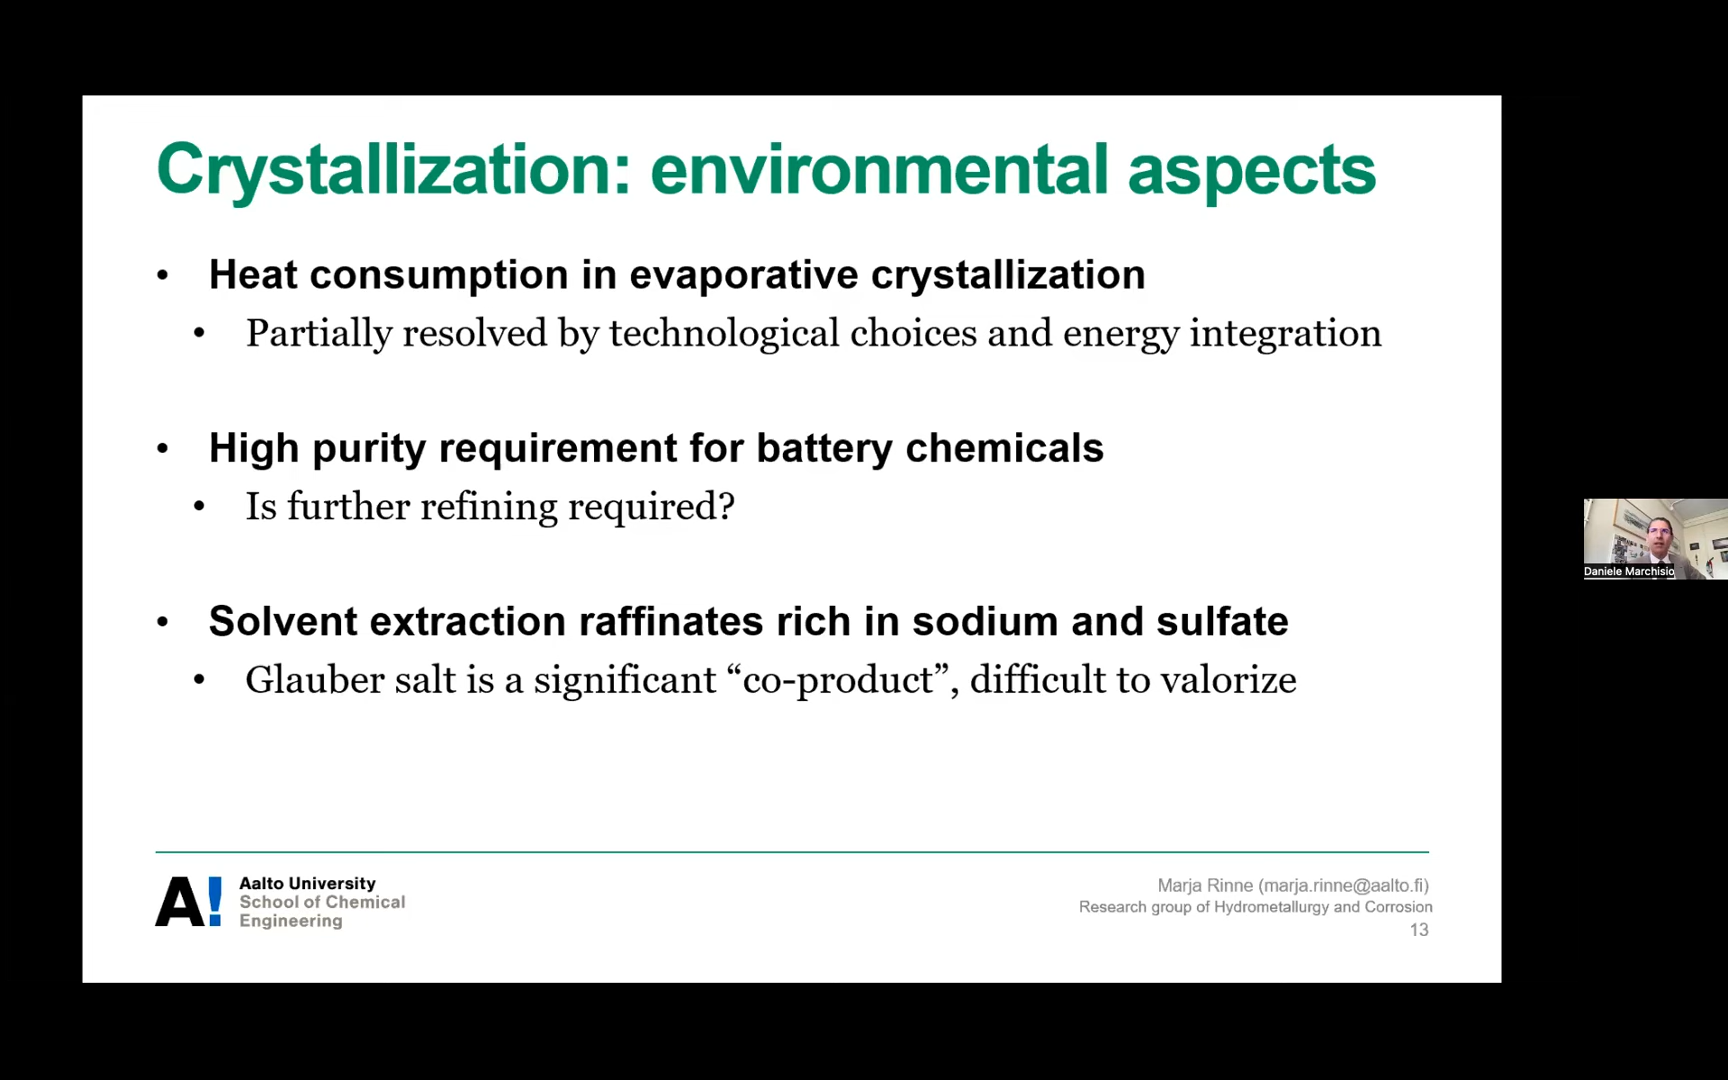 Crystallization: environmental aspects
• Heat consumption in evaporative crystallization
• Partially resolved by technological choices and energy integration
• High purity requirement for battery chemicals
• Is further refining required?
• Solvent extraction raffinates rich in sodium and sulfate
• Glauber salt is a significant “co-product”, difficult to valorize
A!
Aalto University
School of Chemical
Engineering
Marja Rinne (marja.rinne@aalto.fi)
Research group of Hydrometallurgy and Corrosion
13
Daniele Marchisio